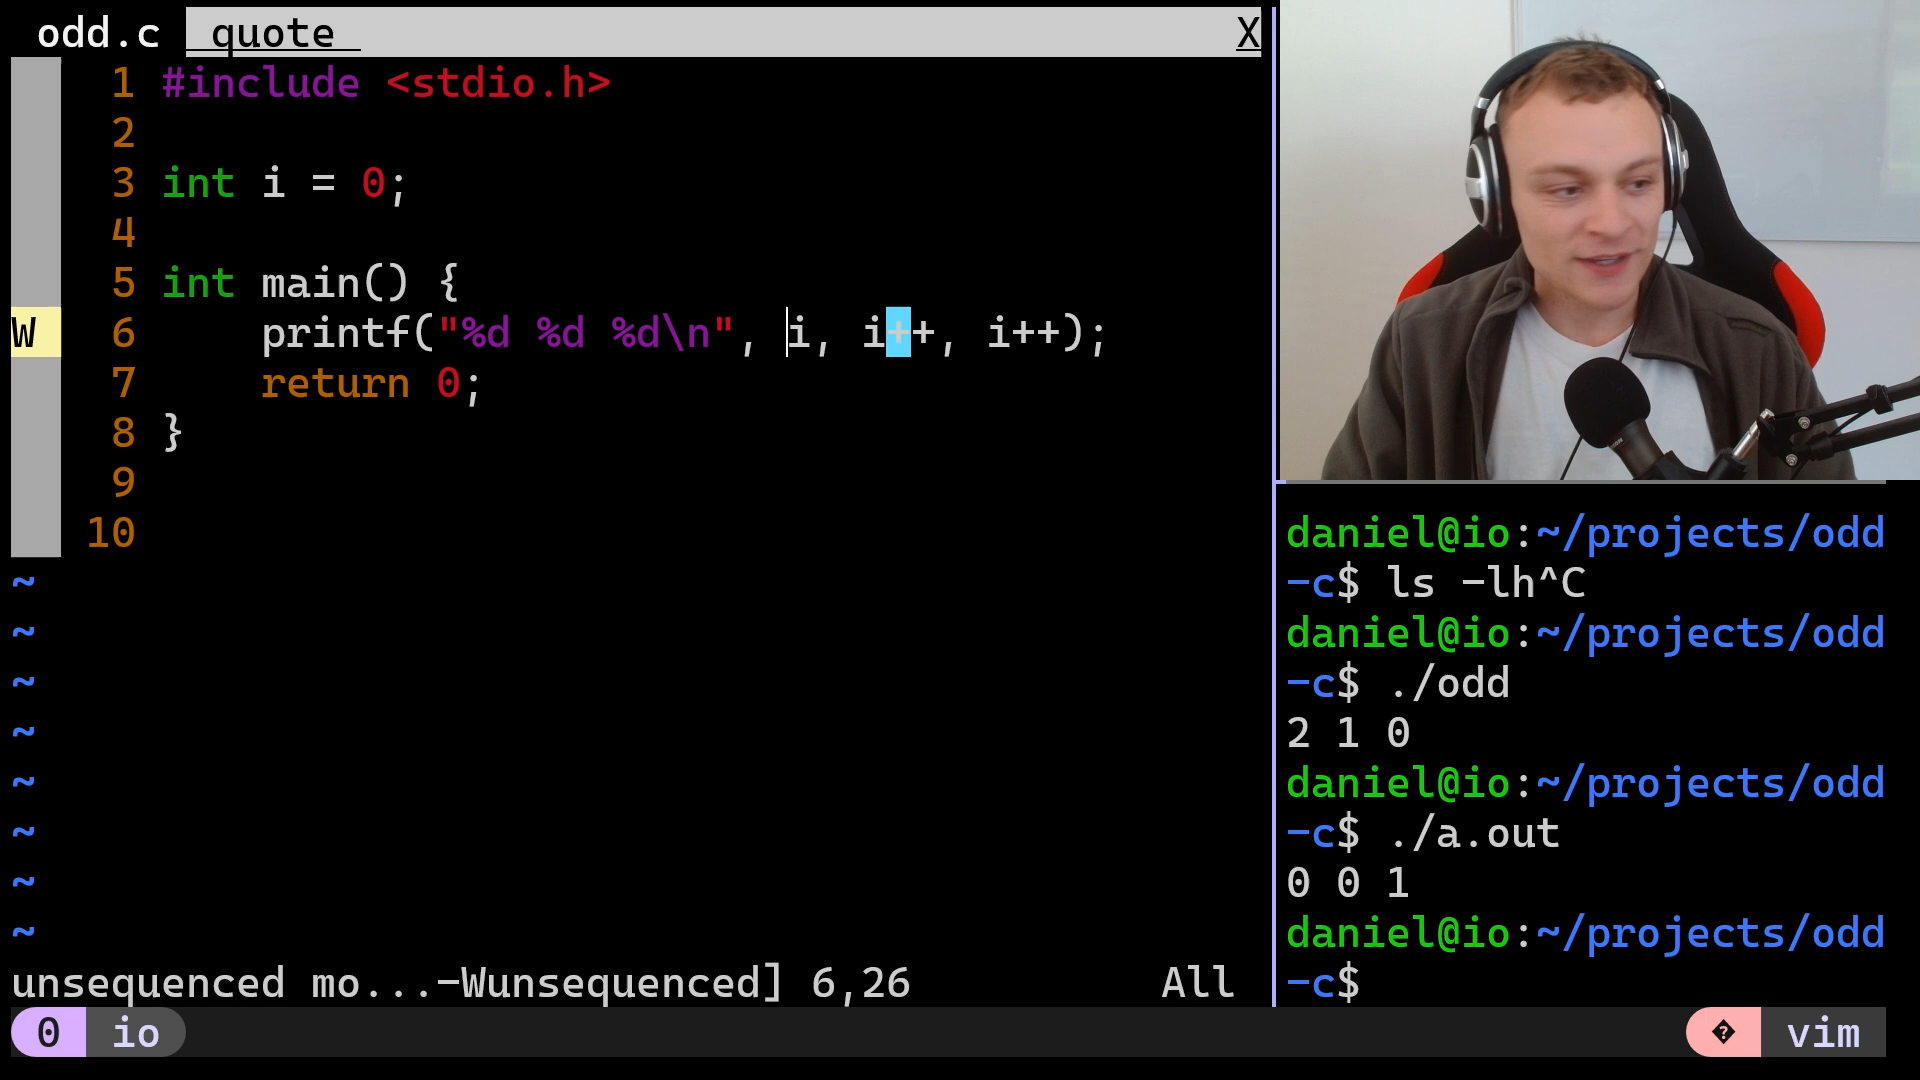 odd.c quote X
1 #include <stdio.h>
2
3 int i = 0;
4
5 int main() {
W 6 printf("%d %d %d\n", i, i++, i++);
7 return 0;
8 }
9
10
~
~
~
~
~
~
~
~
unsequenced mo...-Wunsequenced] 6,26 All
daniel@io:~/projects/odd
-c$ ls -lh^C
daniel@io:~/projects/odd
-c$ ./odd
2 1 0
daniel@io:~/projects/odd
-c$ ./a.out
0 0 1
daniel@io:~/projects/odd
-c$
0 io � vim